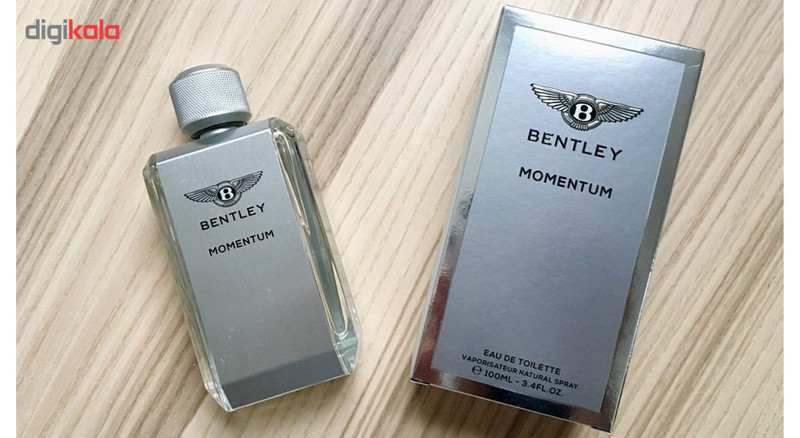 digikala
B
BENTLEY
MOMENTUM
B
BENTLEY
MOMENTUM
EAU DE TOILETTE
VAPORISATEUR NATURAL SPRAY
℮ 100ML - 3.4FL.OZ.